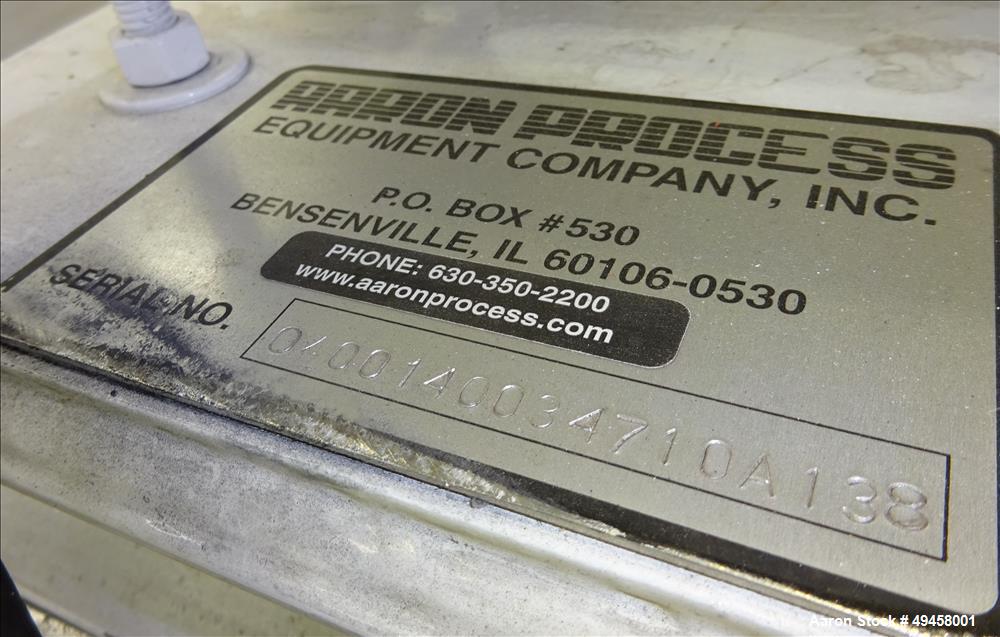 AARON PROCESS
EQUIPMENT COMPANY, INC.
P.O. BOX #530
BENSENVILLE, IL 60106-0530
PHONE: 630-350-2200
www.aaronprocess.com
SERIAL NO.
0400140034710A138
Aaron Stock # 49458001